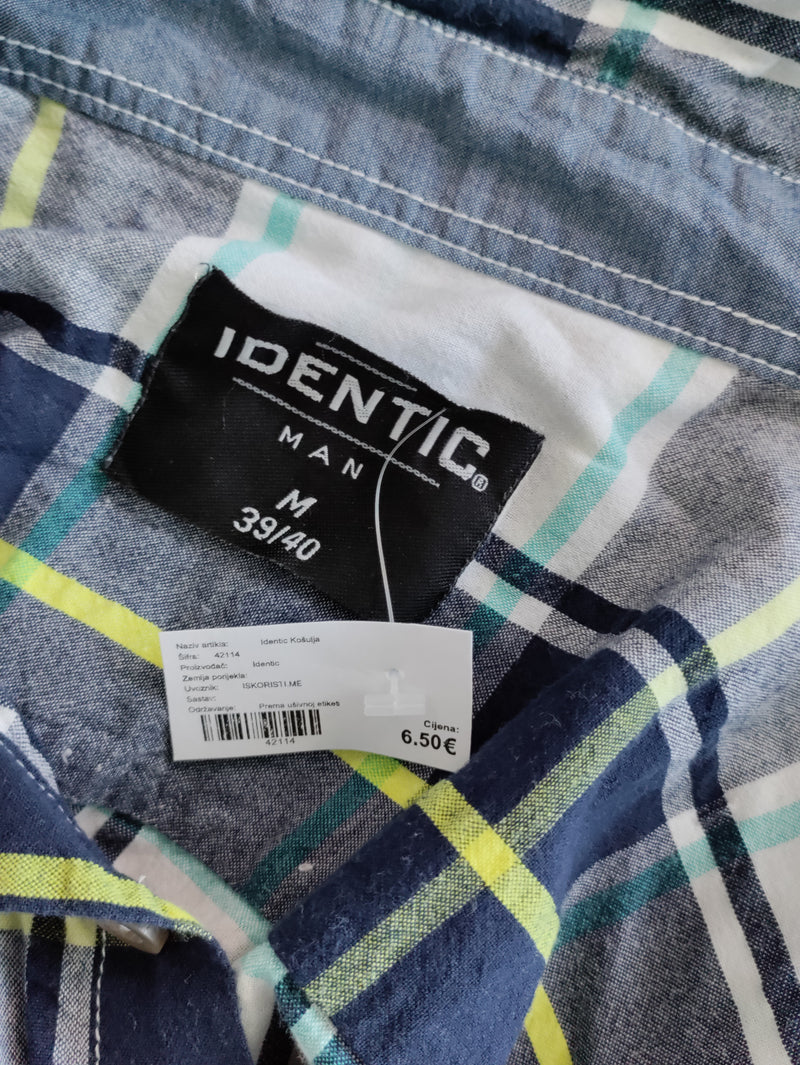 IDENTIC®
MAN
M
39/40
Naziv artikla: Identic Košulja
Šifra: 42114
Proizvođač: Identic
Zemlja porijekla:
Uvoznik: ISKORISTI.ME
Sastav:
Održavanje: Prema ušivnoj etiketi
42114
Cijena:
6.50€